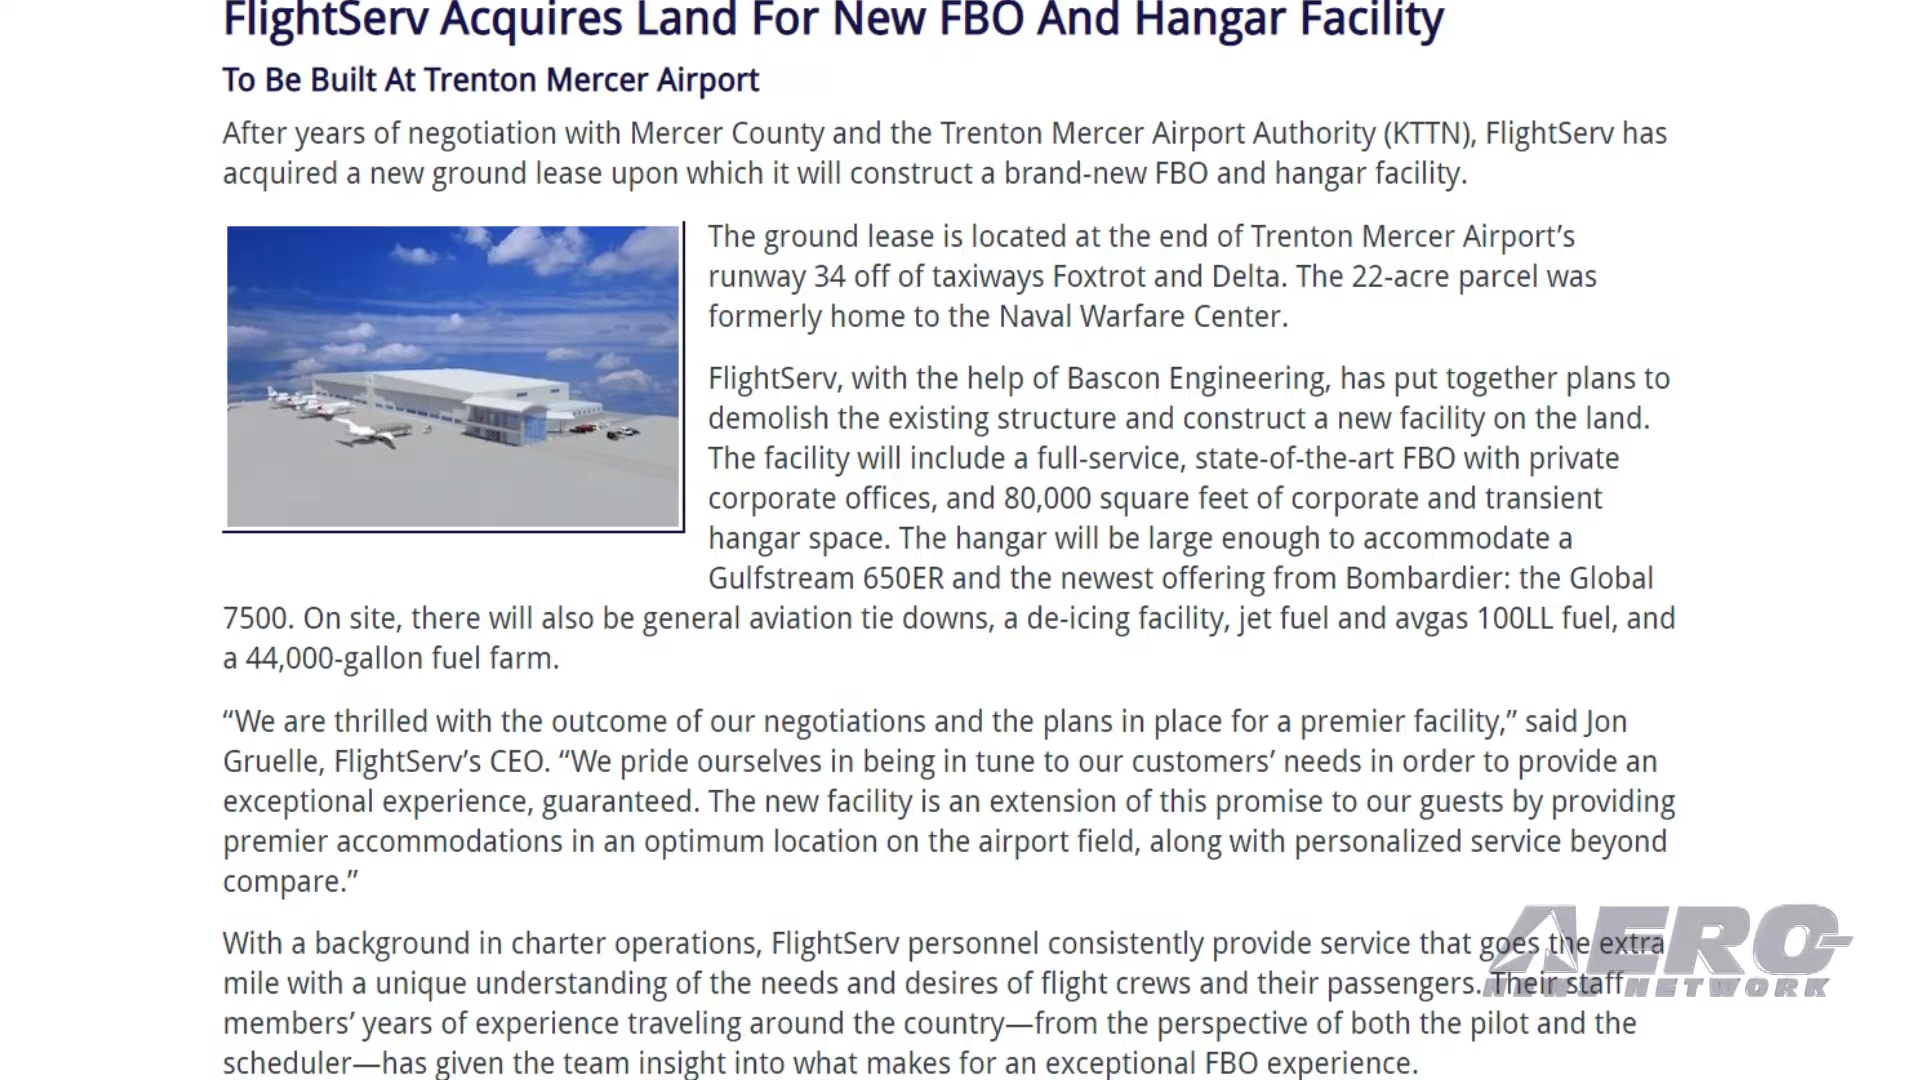 FlightServ Acquires Land For New FBO And Hangar Facility
To Be Built At Trenton Mercer Airport
After years of negotiation with Mercer County and the Trenton Mercer Airport Authority (KTTN), FlightServ has
acquired a new ground lease upon which it will construct a brand-new FBO and hangar facility.
The ground lease is located at the end of Trenton Mercer Airport’s
runway 34 off of taxiways Foxtrot and Delta. The 22-acre parcel was
formerly home to the Naval Warfare Center.
FlightServ, with the help of Bascon Engineering, has put together plans to
demolish the existing structure and construct a new facility on the land.
The facility will include a full-service, state-of-the-art FBO with private
corporate offices, and 80,000 square feet of corporate and transient
hangar space. The hangar will be large enough to accommodate a
Gulfstream 650ER and the newest offering from Bombardier: the Global
7500. On site, there will also be general aviation tie downs, a de-icing facility, jet fuel and avgas 100LL fuel, and
a 44,000-gallon fuel farm.
“We are thrilled with the outcome of our negotiations and the plans in place for a premier facility,” said Jon
Gruelle, FlightServ’s CEO. “We pride ourselves in being in tune to our customers’ needs in order to provide an
exceptional experience, guaranteed. The new facility is an extension of this promise to our guests by providing
premier accommodations in an optimum location on the airport field, along with personalized service beyond
compare.”
With a background in charter operations, FlightServ personnel consistently provide service that goes the extra
mile with a unique understanding of the needs and desires of flight crews and their passengers. Their staff
members’ years of experience traveling around the country—from the perspective of both the pilot and the
scheduler—has given the team insight into what makes for an exceptional FBO experience.
AERO-
NEWS NETWORK